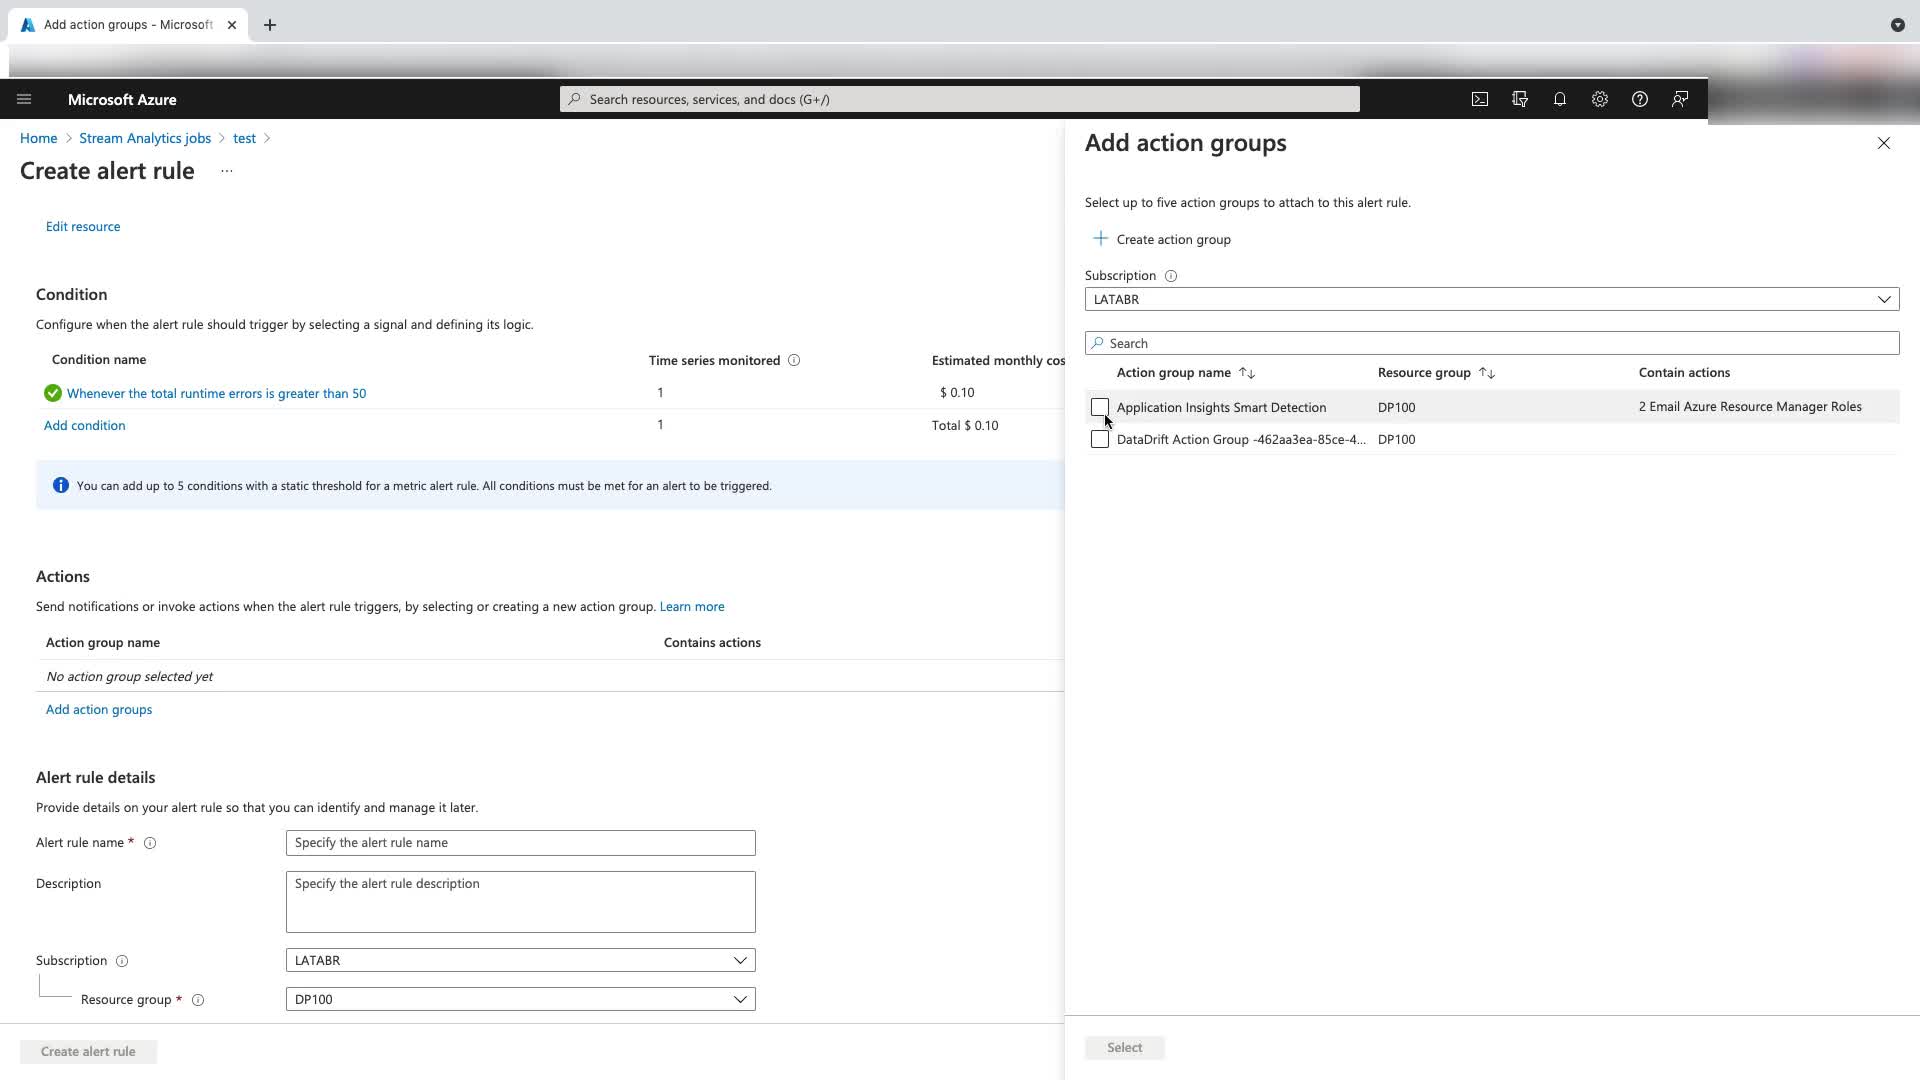 Add action groups - Microsoft
Microsoft Azure
Search resources, services, and docs (G+/)
Home > Stream Analytics jobs > test >
Create alert rule ...
Edit resource
Condition
Configure when the alert rule should trigger by selecting a signal and defining its logic.
Condition name Time series monitored Estimated monthly cos
Whenever the total runtime errors is greater than 50 1 $ 0.10
Add condition 1 Total $ 0.10
You can add up to 5 conditions with a static threshold for a metric alert rule. All conditions must be met for an alert to be triggered.
Actions
Send notifications or invoke actions when the alert rule triggers, by selecting or creating a new action group. Learn more
Action group name Contains actions
No action group selected yet
Add action groups
Alert rule details
Provide details on your alert rule so that you can identify and manage it later.
Alert rule name * Specify the alert rule name
Description Specify the alert rule description
Subscription LATABR
Resource group * DP100
Create alert rule
Add action groups
Select up to five action groups to attach to this alert rule.
+ Create action group
Subscription
LATABR
Search
Action group name Resource group Contain actions
Application Insights Smart Detection DP100 2 Email Azure Resource Manager Roles
DataDrift Action Group -462aa3ea-85ce-4... DP100
Select